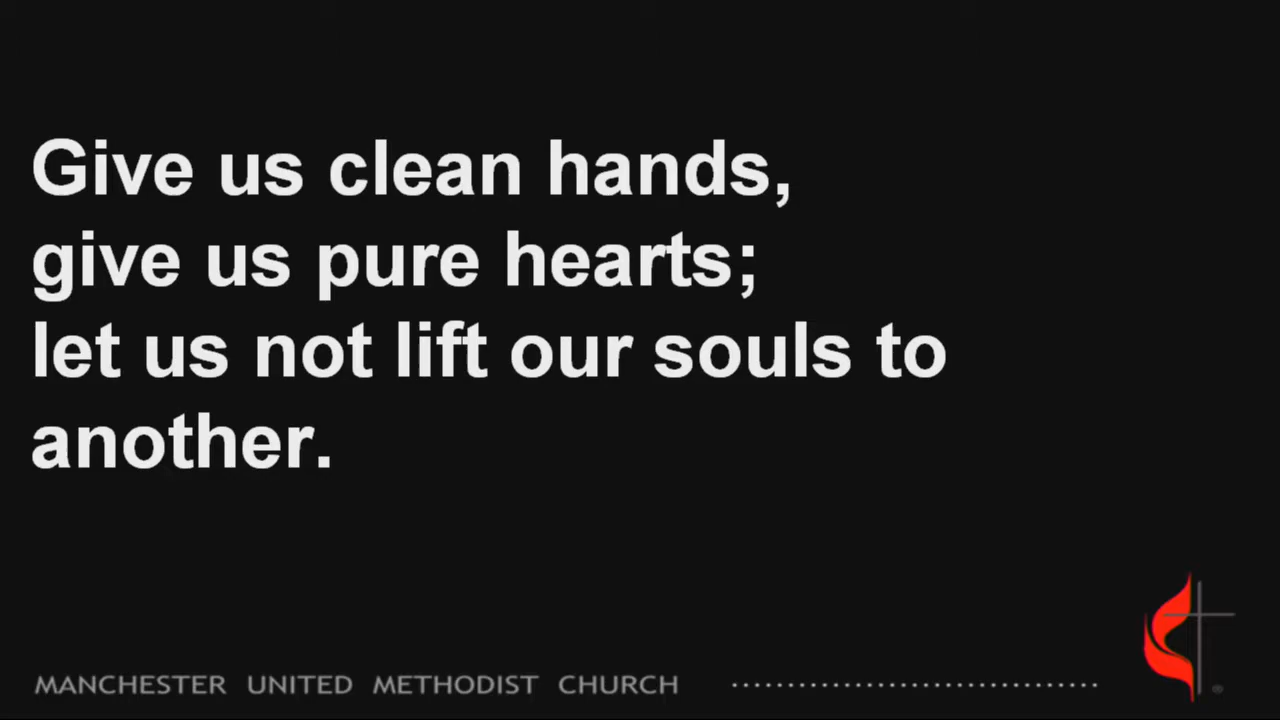 Give us clean hands,
give us pure hearts;
let us not lift our souls to
another.
MANCHESTER UNITED METHODIST CHURCH
®